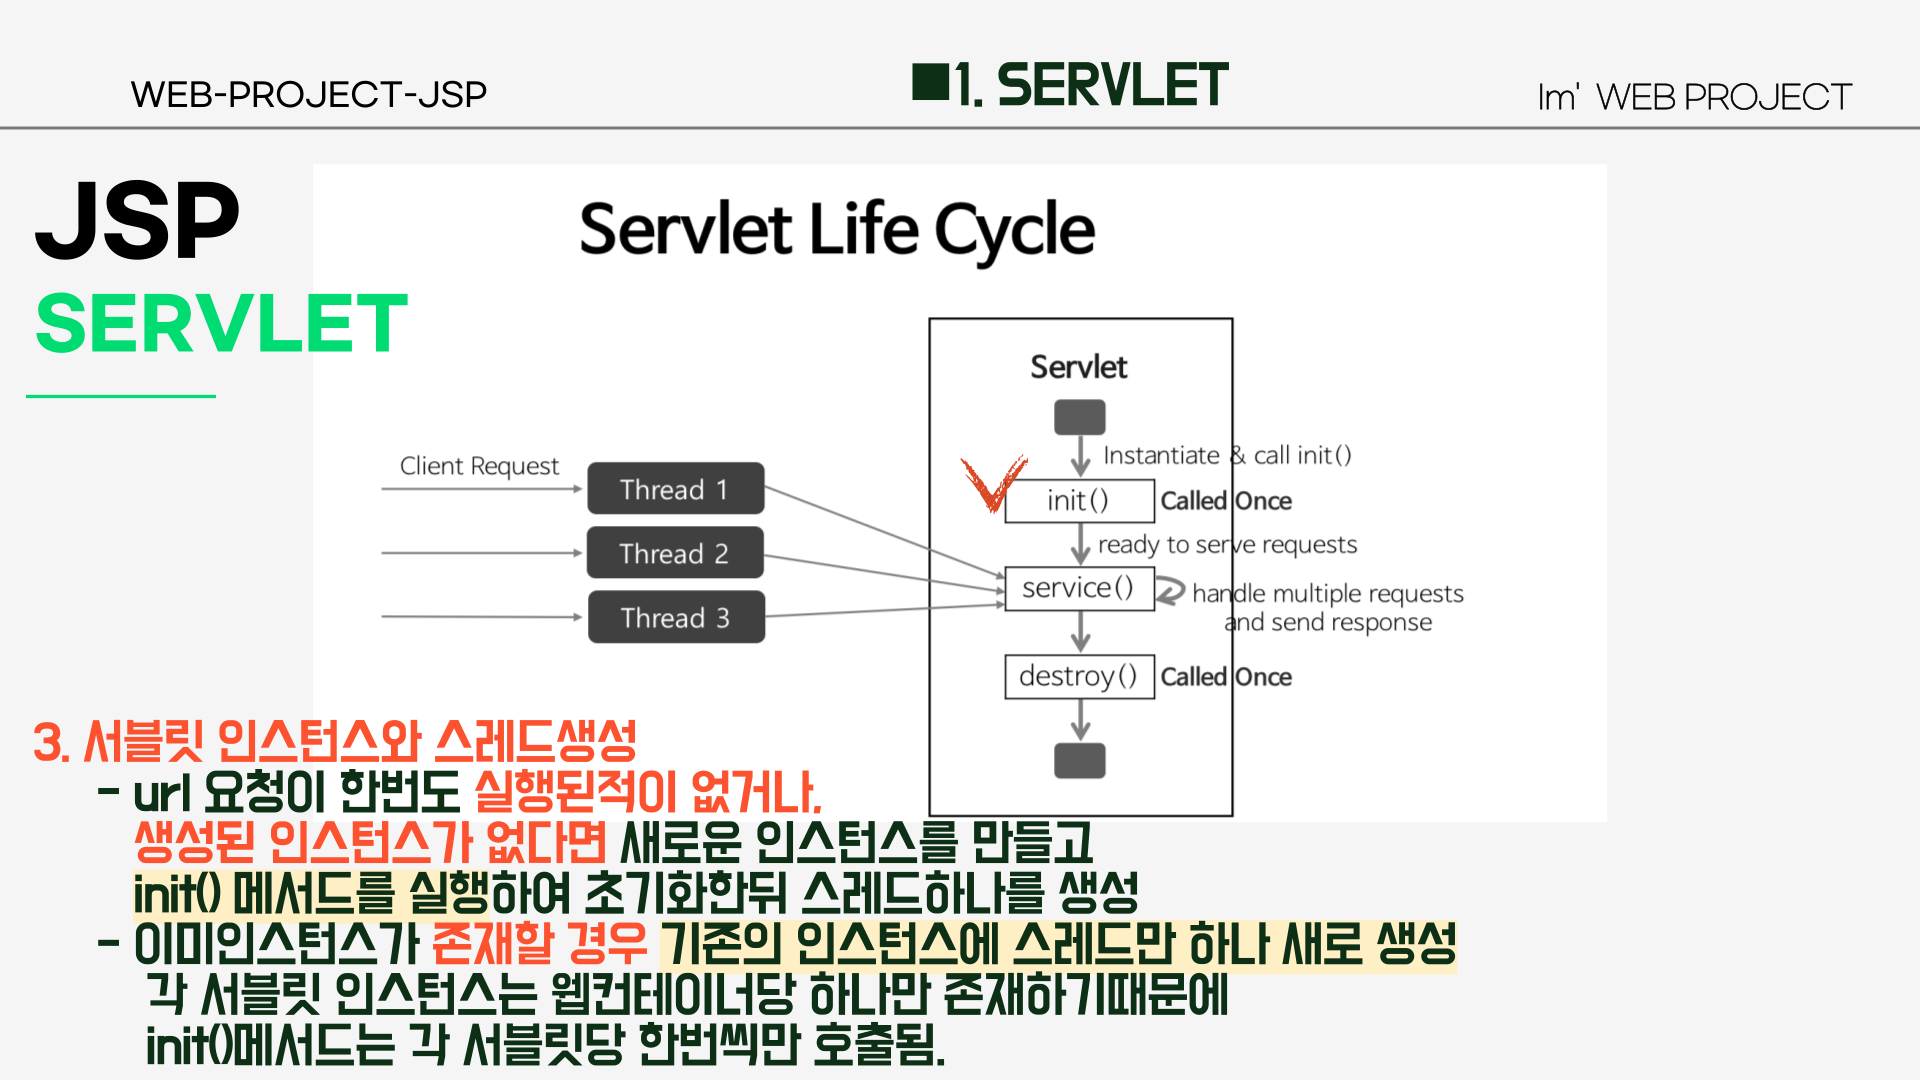 WEB-PROJECT-JSP
■1. SERVLET
Im' WEB PROJECT
JSP
SERVLET
Servlet Life Cycle
Servlet
Instantiate & call init()
Client Request
Thread 1
init()
Called Once
ready to serve requests
Thread 2
service()
handle multiple requests
and send response
Thread 3
destroy()
Called Once
3. 서블릿 인스턴스와 스레드생성
- url 요청이 한번도 실행된적이 없거나,
생성된 인스턴스가 없다면 새로운 인스턴스를 만들고
init() 메서드를 실행하여 초기화한뒤 스레드하나를 생성
- 이미인스턴스가 존재할 경우 기존의 인스턴스에 스레드만 하나 새로 생성
각 서블릿 인스턴스는 웹컨테이너당 하나만 존재하기때문에
init()메서드는 각 서블릿당 한번씩만 호출됨.